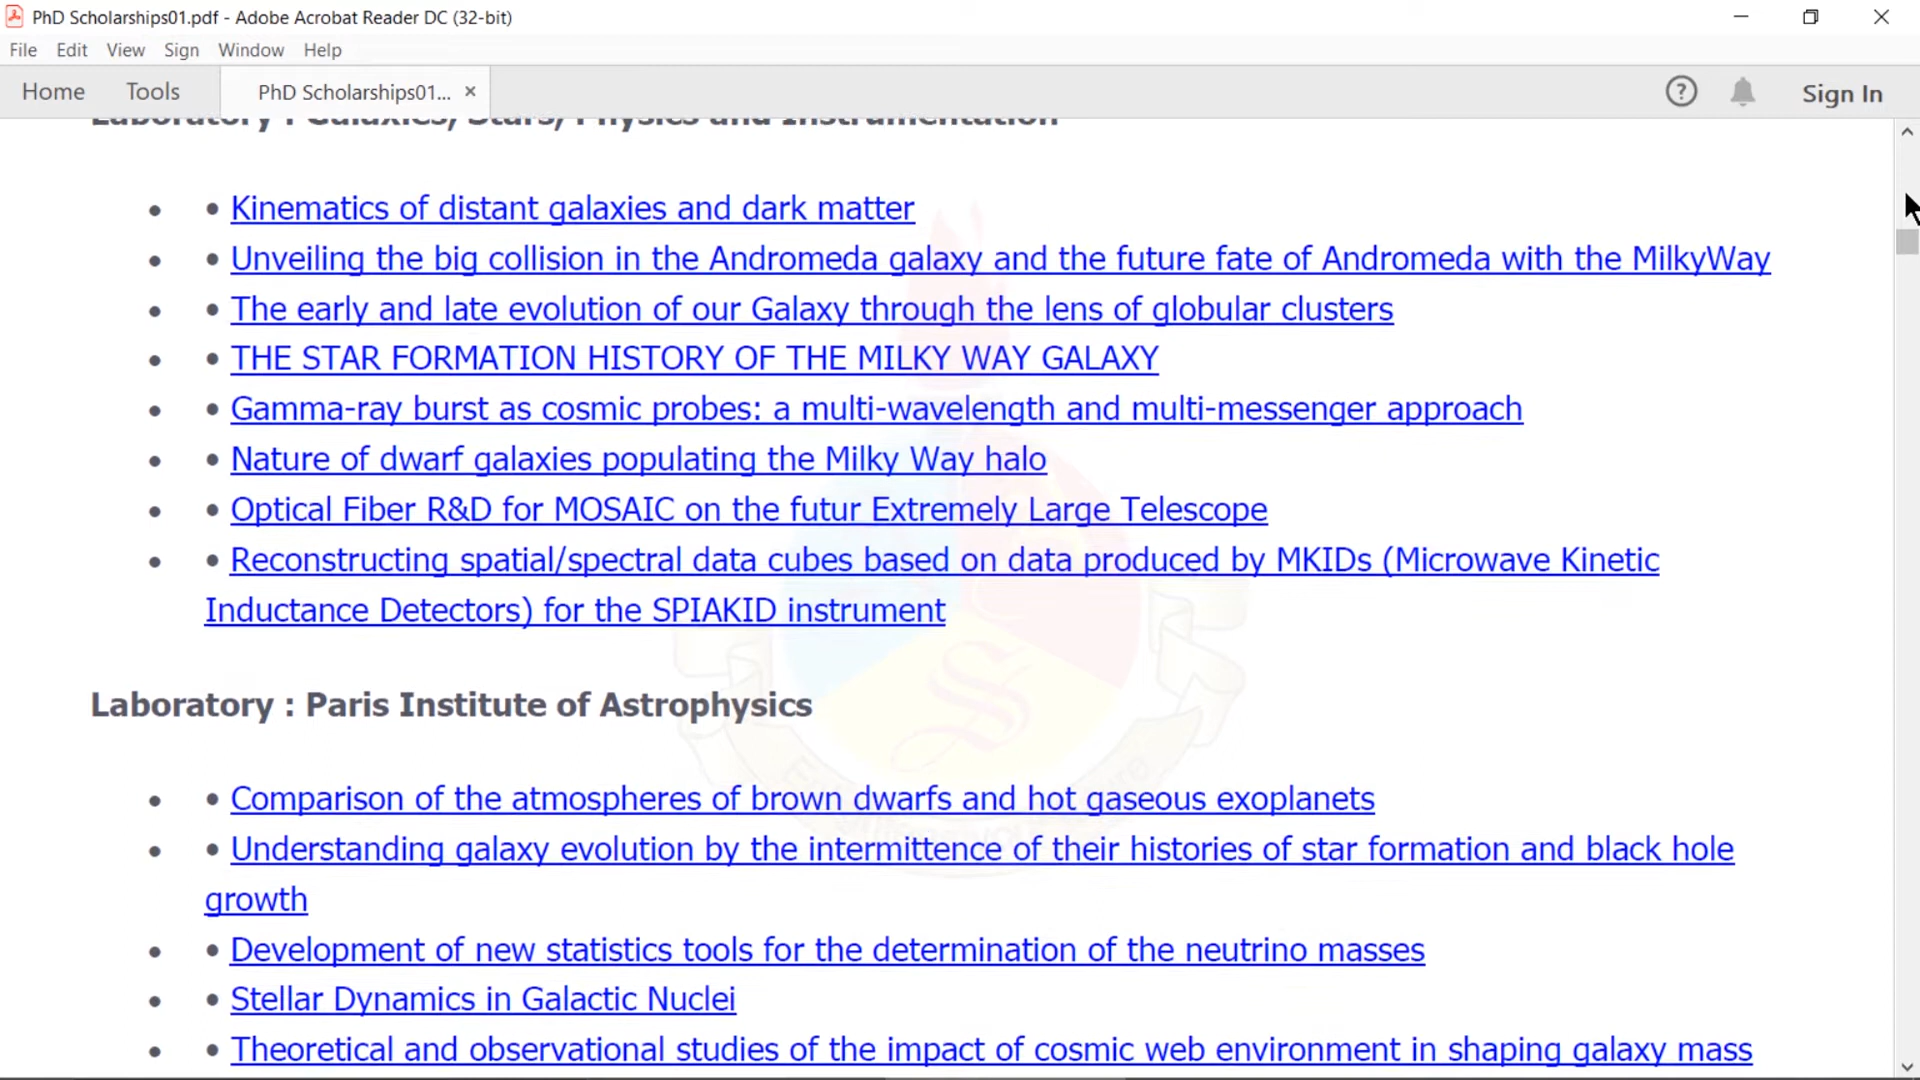 PhD Scholarships01.pdf - Adobe Acrobat Reader DC (32-bit)
File Edit View Sign Window Help
Home Tools PhD Scholarships01... × ? Sign In
Laboratory : Galaxies, Stars, Physics and Instrumentation
• • Kinematics of distant galaxies and dark matter
• • Unveiling the big collision in the Andromeda galaxy and the future fate of Andromeda with the MilkyWay
• • The early and late evolution of our Galaxy through the lens of globular clusters
• • THE STAR FORMATION HISTORY OF THE MILKY WAY GALAXY
• • Gamma-ray burst as cosmic probes: a multi-wavelength and multi-messenger approach
• • Nature of dwarf galaxies populating the Milky Way halo
• • Optical Fiber R&D for MOSAIC on the futur Extremely Large Telescope
• • Reconstructing spatial/spectral data cubes based on data produced by MKIDs (Microwave Kinetic
Inductance Detectors) for the SPIAKID instrument
Laboratory : Paris Institute of Astrophysics
• • Comparison of the atmospheres of brown dwarfs and hot gaseous exoplanets
• • Understanding galaxy evolution by the intermittence of their histories of star formation and black hole
growth
• • Development of new statistics tools for the determination of the neutrino masses
• • Stellar Dynamics in Galactic Nuclei
• • Theoretical and observational studies of the impact of cosmic web environment in shaping galaxy mass